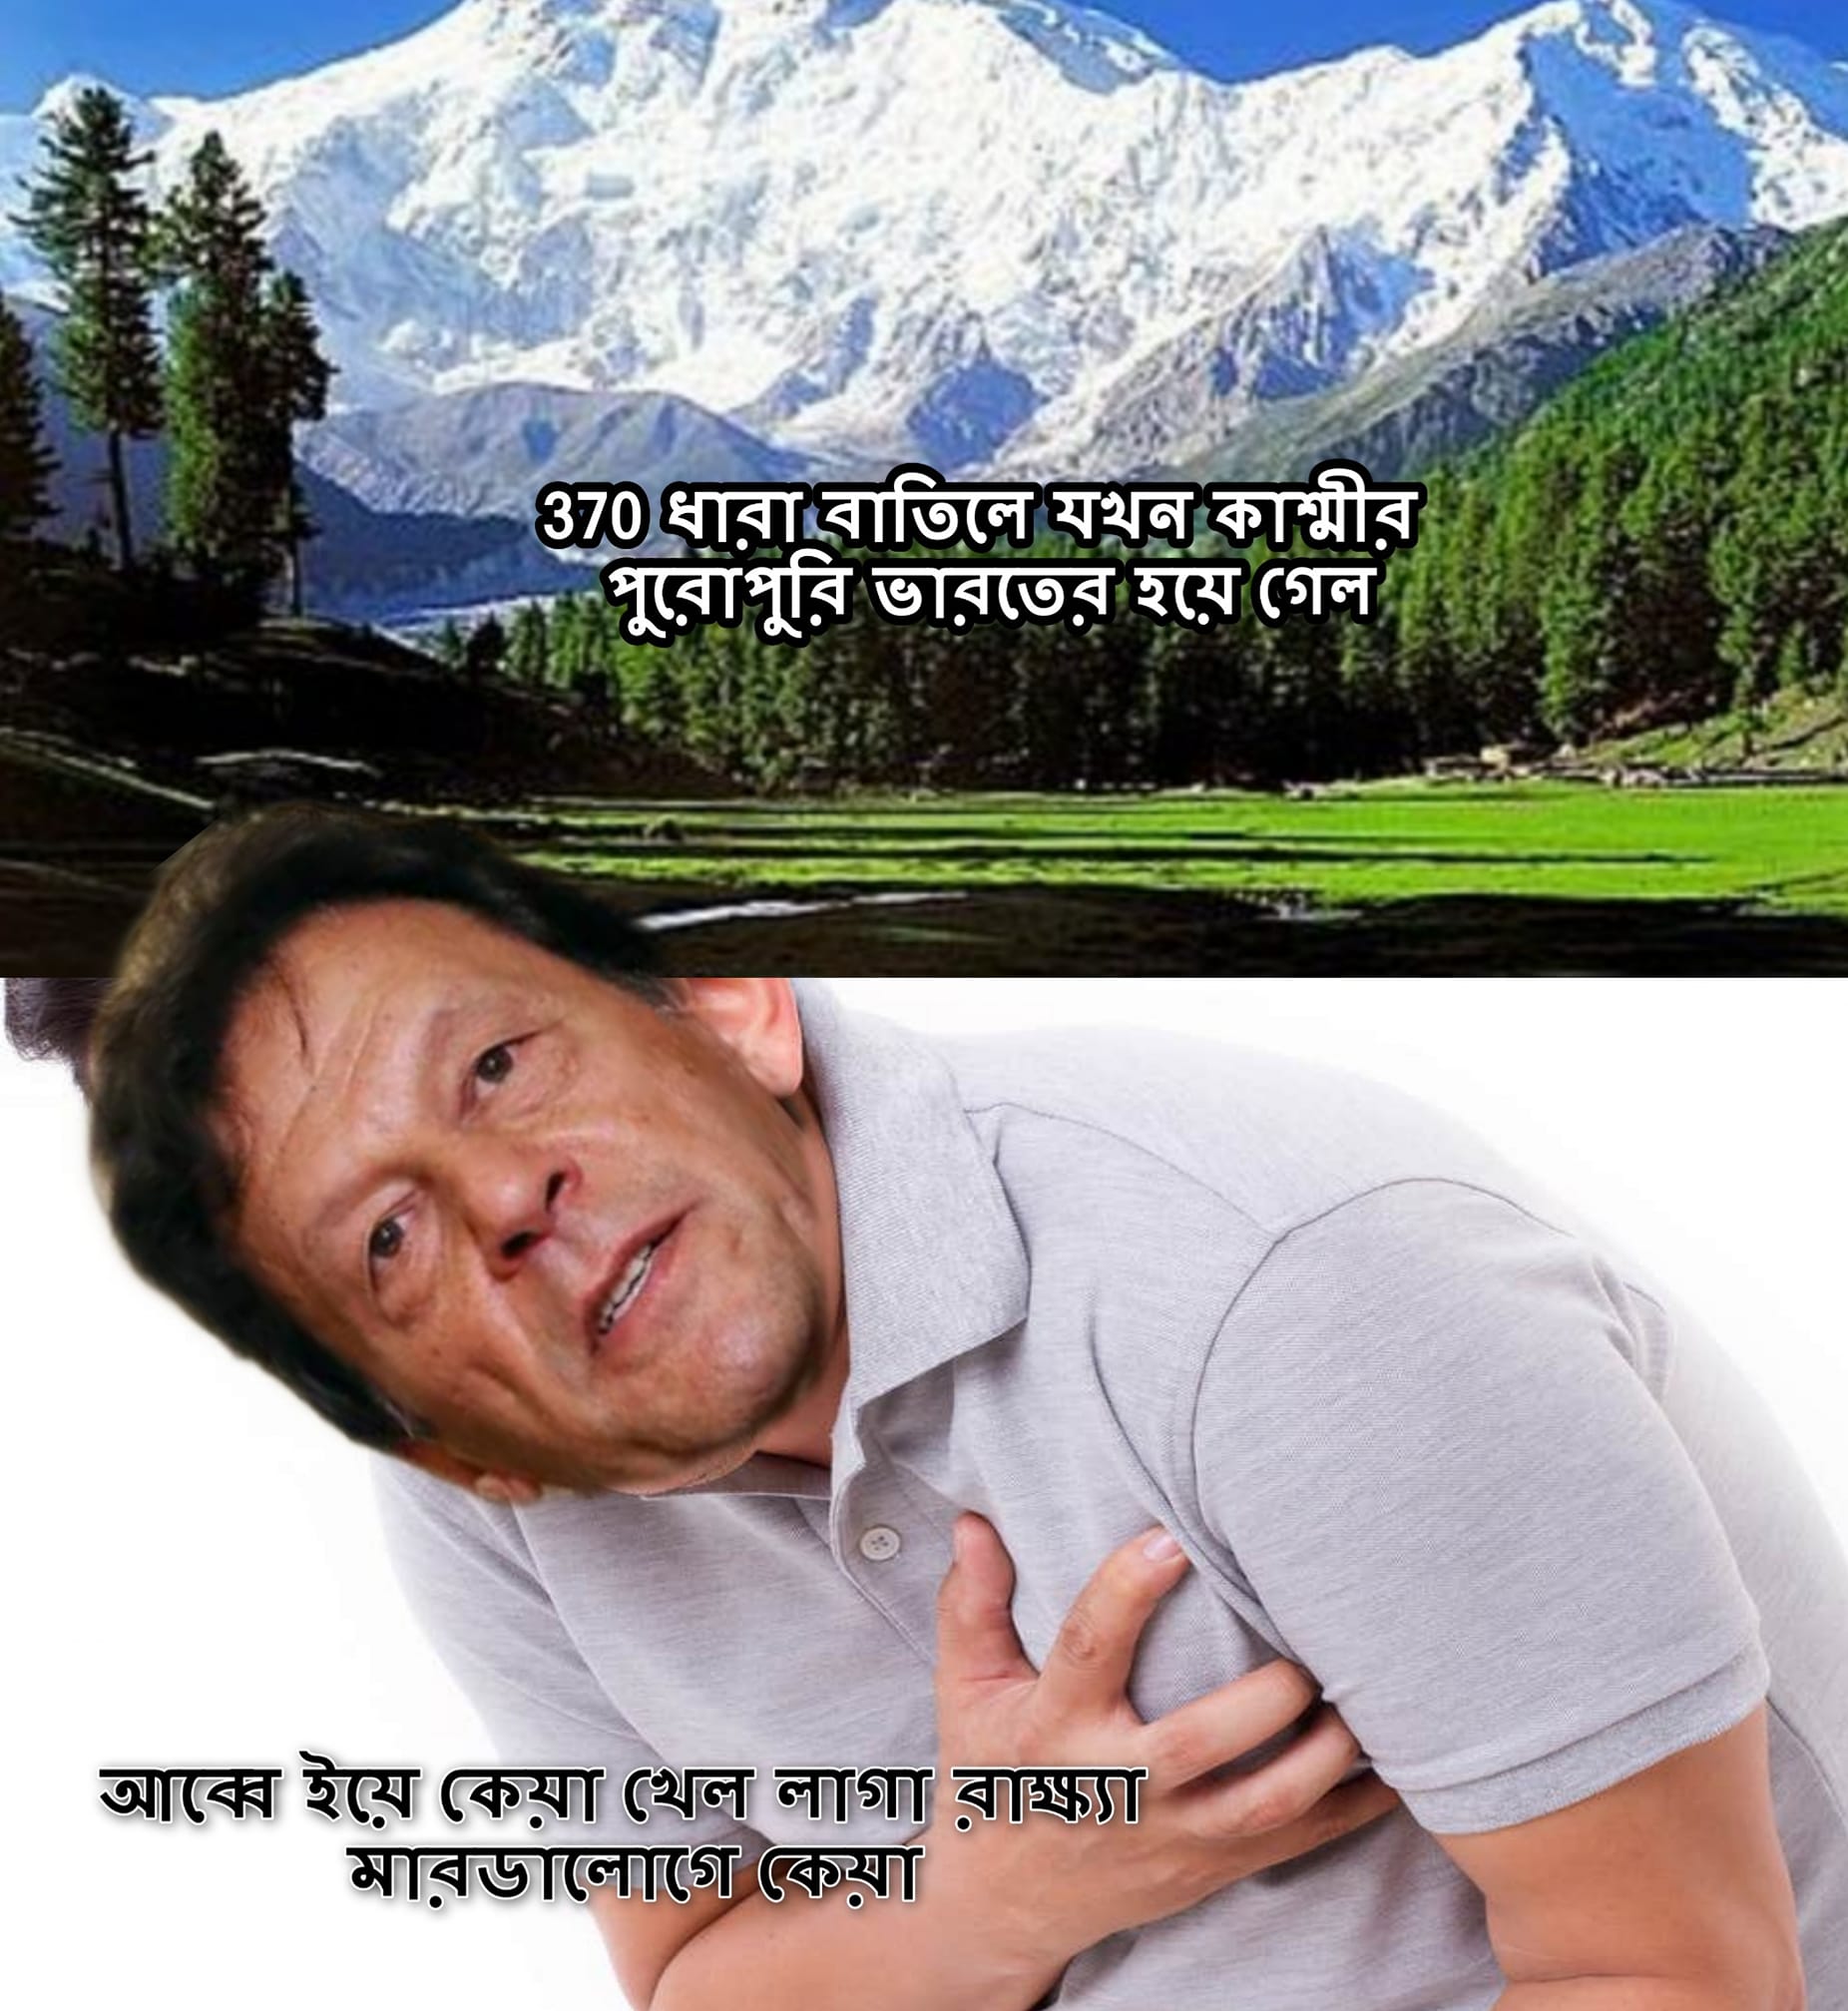 370 ধারা বাতিলে যখন কাশ্মীর
পুরোপুরি ভারতের হয়ে গেল
আব্বে ইয়ে কেয়া খেল লাগা রাক্ষ্যা
মারডালোগে কেয়া